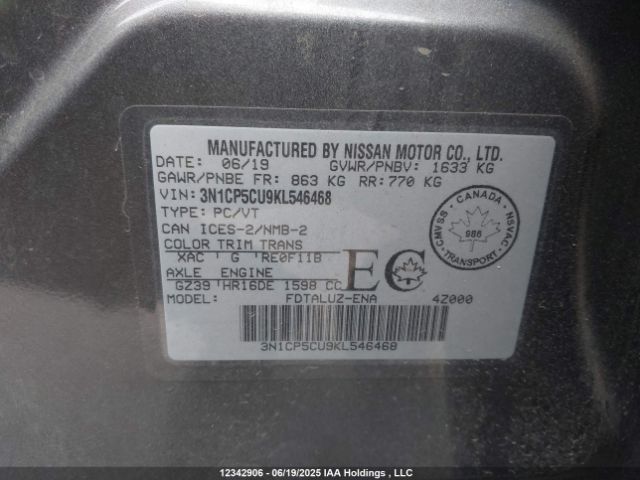 MANUFACTURED BY NISSAN MOTOR CO., LTD.
DATE: 06/19 GVWR/PNBV: 1633 KG
GAWR/PNBE FR: 863 KG RR: 770 KG
VIN: 3N1CP5CU9KL546468
TYPE: PC/VT
CAN ICES-2/NMB-2
COLOR TRIM TRANS
XAC ' G 'RE0F11B
AXLE ENGINE
GZ39 'HR16DE 1598 CC
MODEL: FDTALUZ-ENA 4Z000
3N1CP5CU9KL546468
EC
CANADA
CMVSS 986 NSVAC
TRANSPORT
12342906 - 06/19/2025 IAA Holdings , LLC